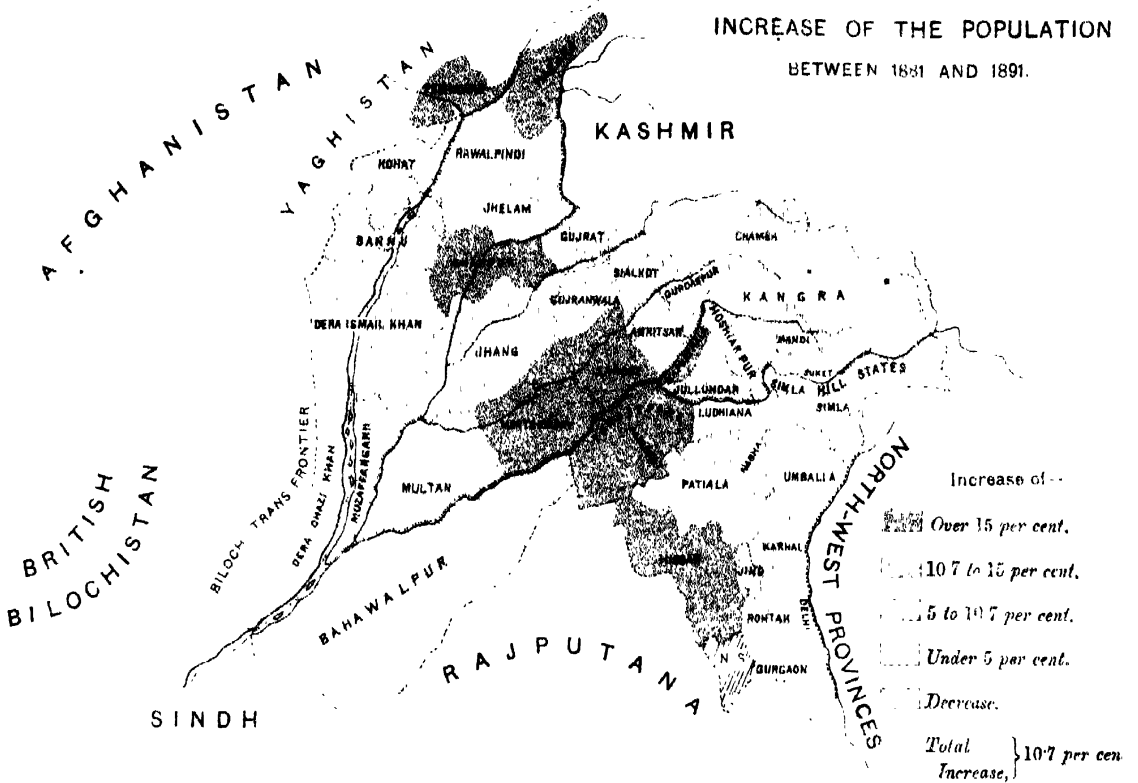 INCREASE OF THE POPULATION
BETWEEN 1881 AND 1891.
AFGHANISTAN
YAGHISTAN
KASHMIR
KOHAT
RAWALPINDI
JHELAM
BANNU
GUJRAT
CHAMBA
SIALKOT
GURDASPUR
KANGRA
GUJRANWALA
DERA ISMAIL KHAN
AMRITSAR
HOSHIARPUR
MANDI
JHANG
SUKET
JULLUNDAR
SIMLA HILL STATES
LUDHIANA
SIMLA
BILOCH TRANS FRONTIER
DERA GHAZI KHAN
MUZAFFARGARH
MULTAN
NABHA
PATIALA
UMBALLA
NORTH-WEST PROVINCES
BRITISH
BILOCHISTAN
BAHAWALPUR
KARNAL
JIND
DELHI
ROHTAK
RAJPUTANA
N S
GURGAON
SINDH
Increase of--
Over 15 per cent.
10·7 to 15 per cent.
5 to 10·7 per cent.
Under 5 per cent.
Decrease.
Total
Increase,
} 10·7 per cen